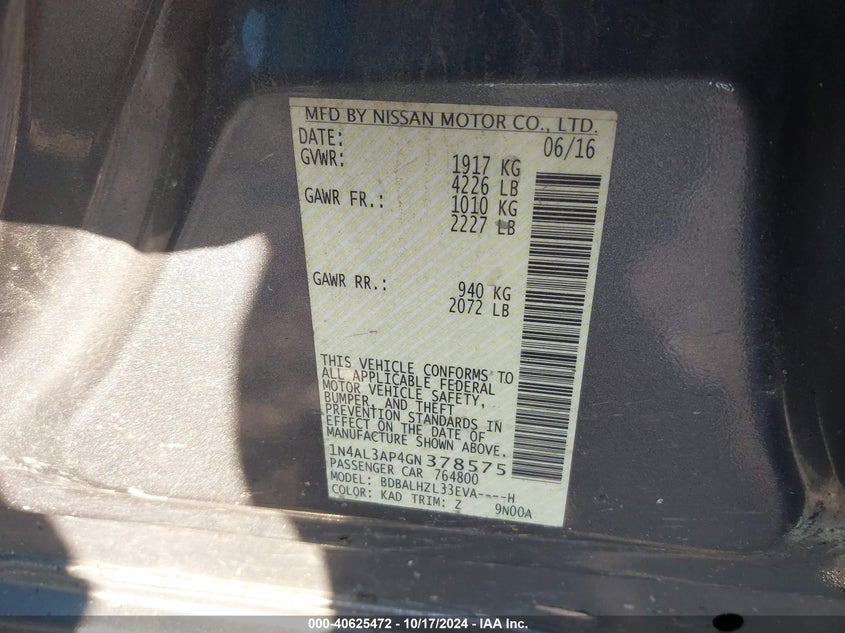 MFD BY NISSAN MOTOR CO., LTD.
DATE: 06/16
GVWR: 1917 KG
4226 LB
GAWR FR.: 1010 KG
2227 LB
GAWR RR.: 940 KG
2072 LB
THIS VEHICLE CONFORMS TO
ALL APPLICABLE FEDERAL
MOTOR VEHICLE SAFETY,
BUMPER, AND THEFT
PREVENTION STANDARDS IN
EFFECT ON THE DATE OF
MANUFACTURE SHOWN ABOVE.
1N4AL3AP4GN378575
PASSENGER CAR 764800
MODEL: BDBALHZL33EVA----H
COLOR: KAD TRIM: Z 9N00A
000-40625472 - 10/17/2024 - IAA Inc.